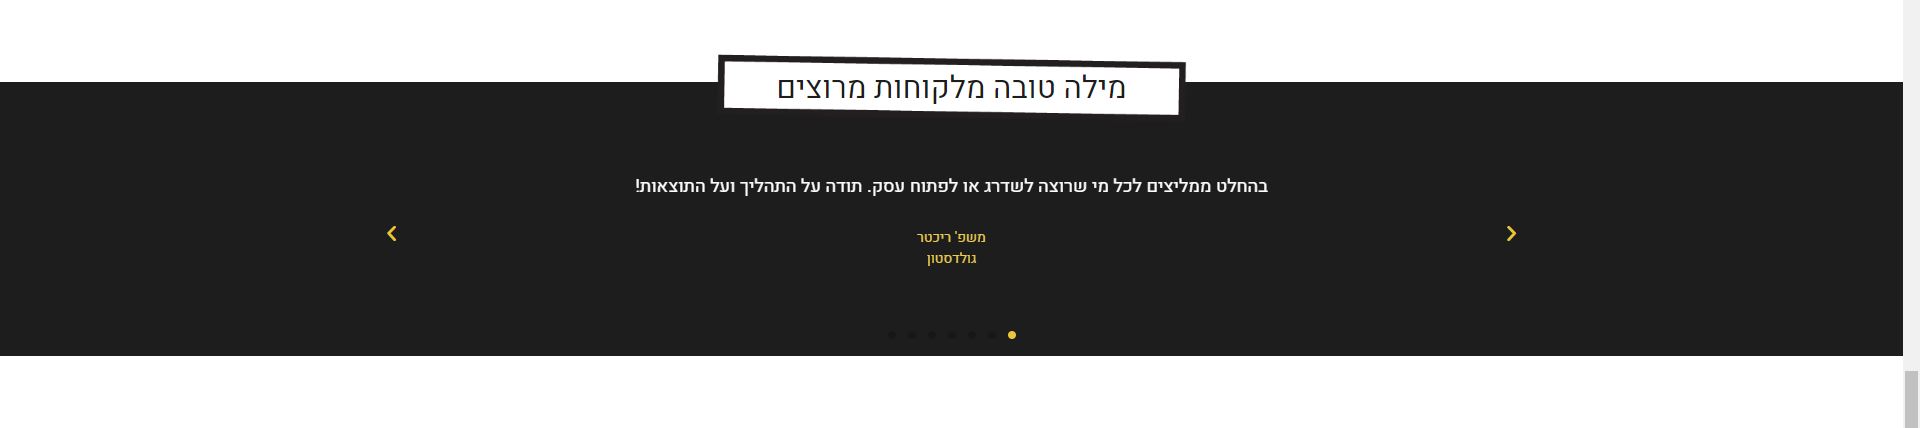 מילה טובה מלקוחות מרוצים
בהחלט ממליצים לכל מי שרוצה לשדרג או לפתוח עסק. תודה על התהליך ועל התוצאות!
משפ' ריכטר
גולדסטון